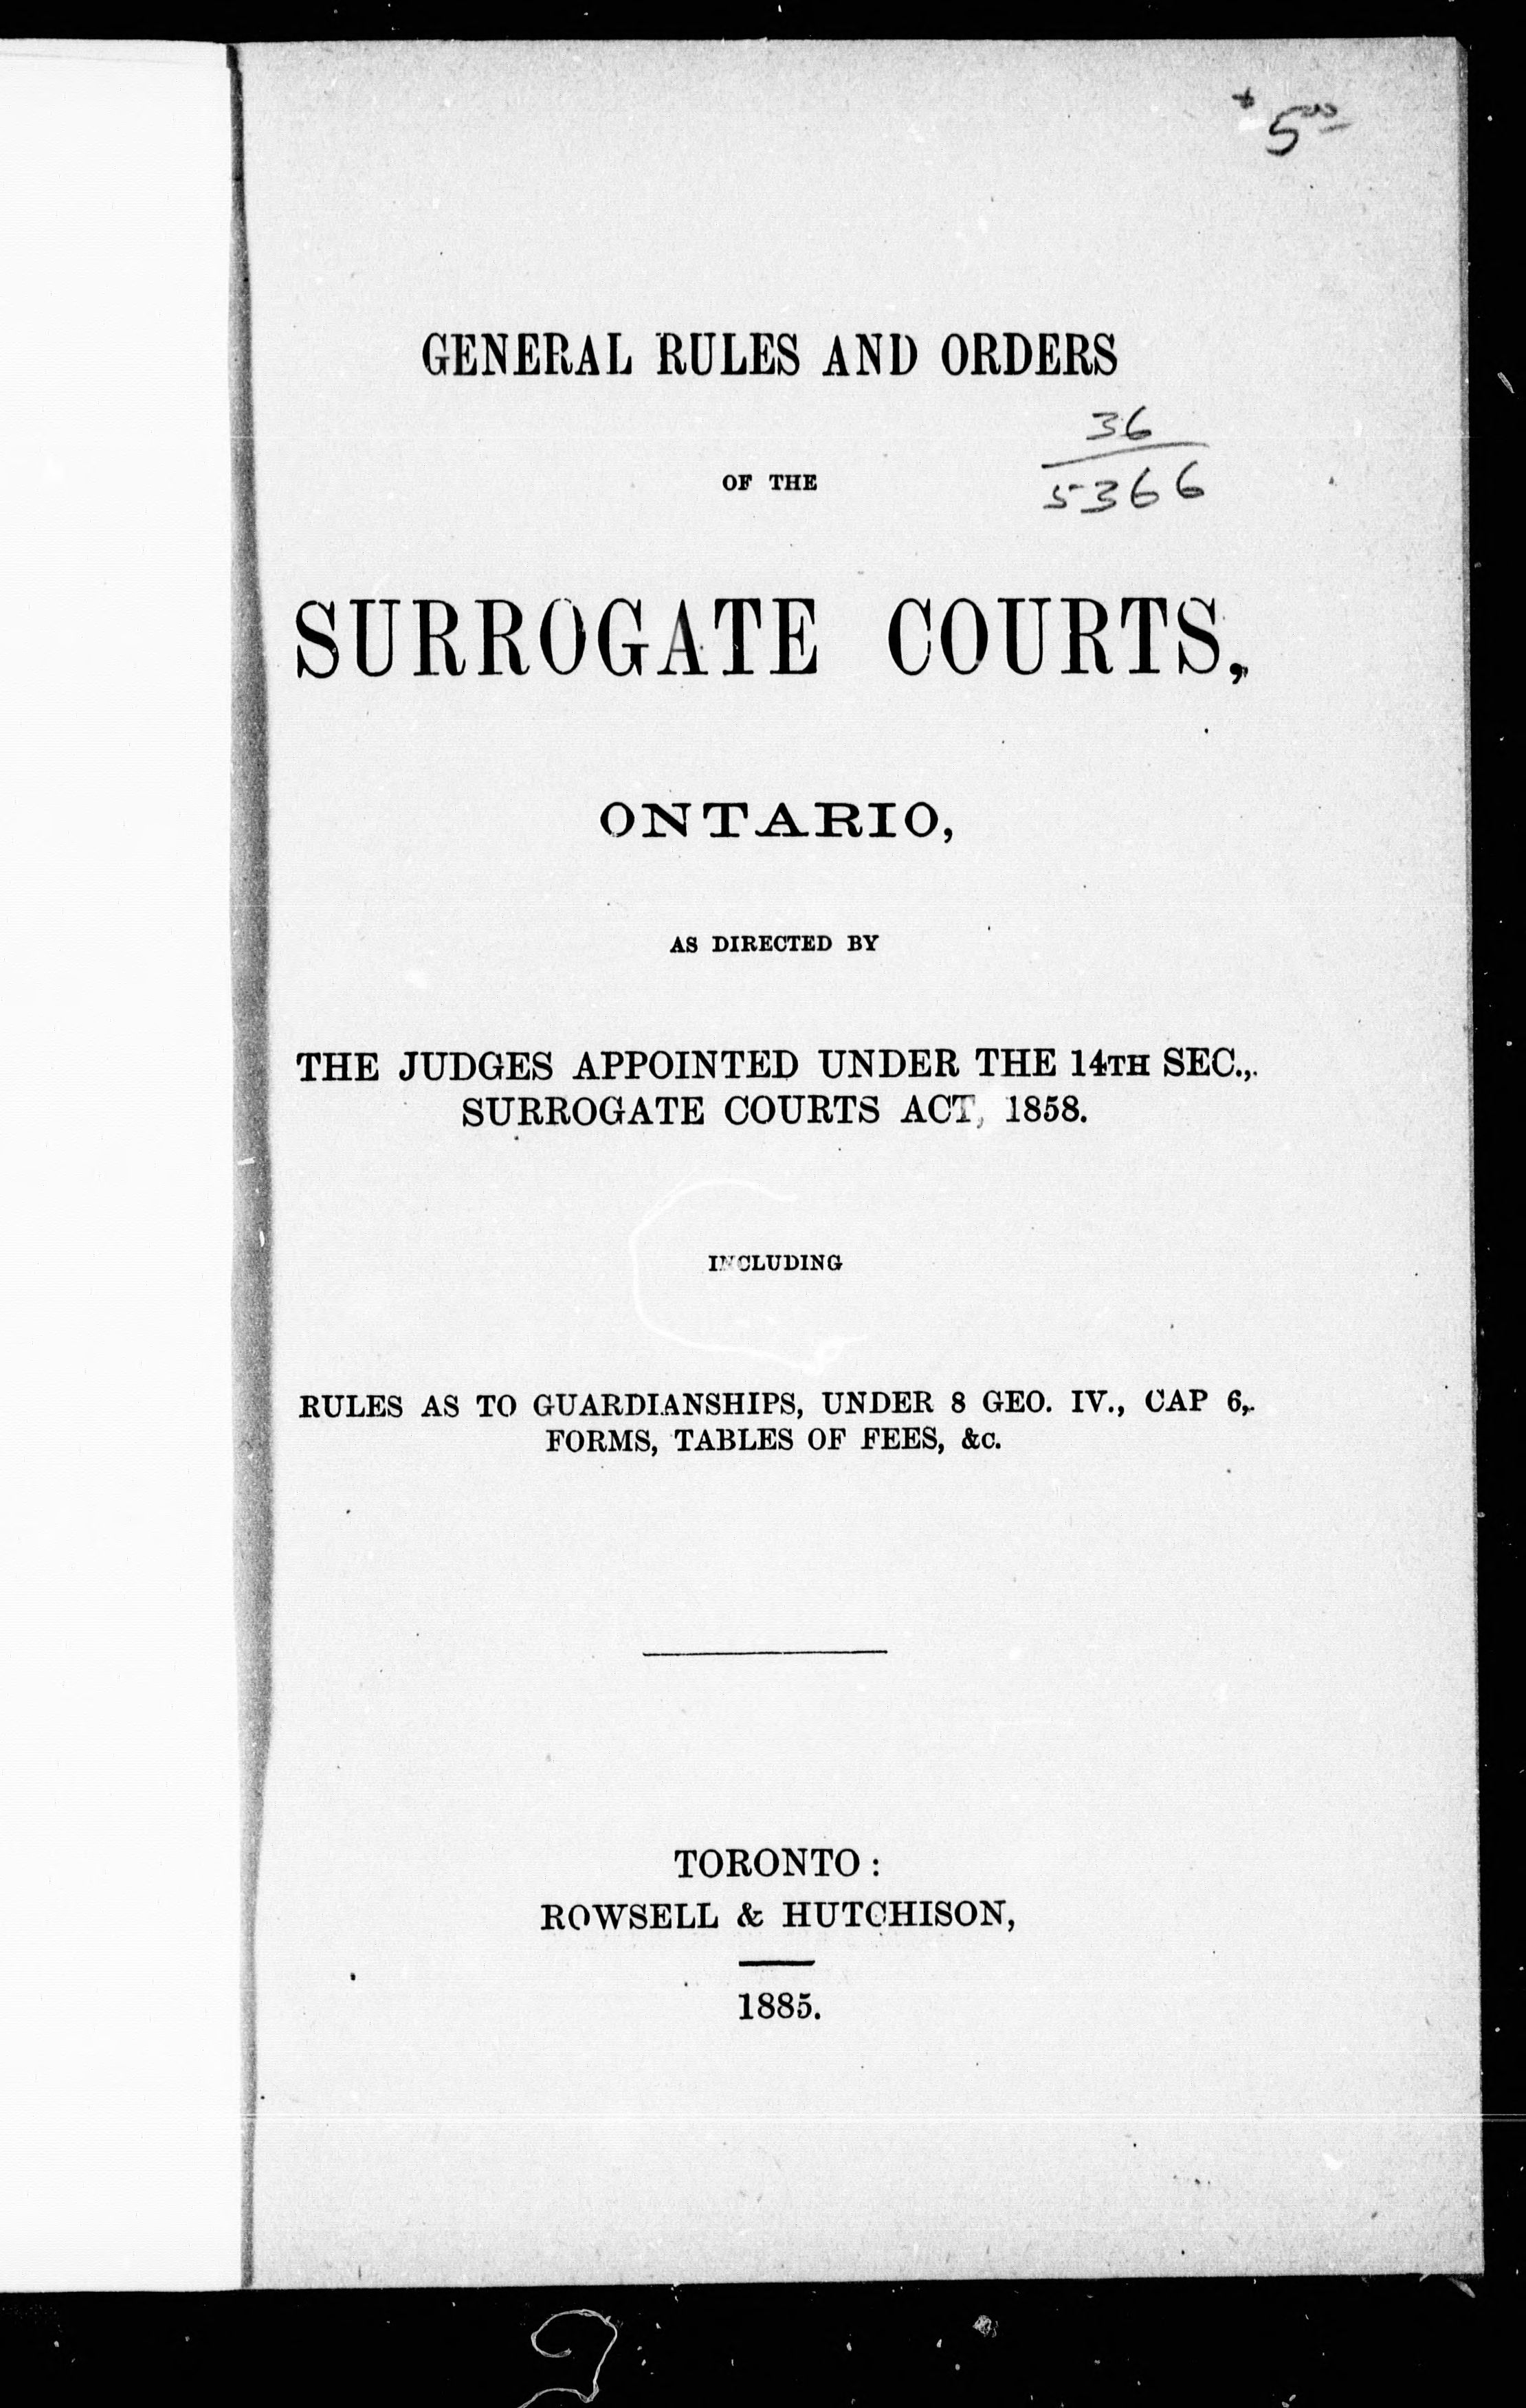 + 5.00
GENERAL RULES AND ORDERS
36
OF THE
5366
SURROGATE COURTS,
ONTARIO,
AS DIRECTED BY
THE JUDGES APPOINTED UNDER THE 14TH SEC.,
SURROGATE COURTS ACT, 1858.
INCLUDING
RULES AS TO GUARDIANSHIPS, UNDER 8 GEO. IV., CAP 6,
FORMS, TABLES OF FEES, &C.
TORONTO:
ROWSELL & HUTCHISON,
1885.